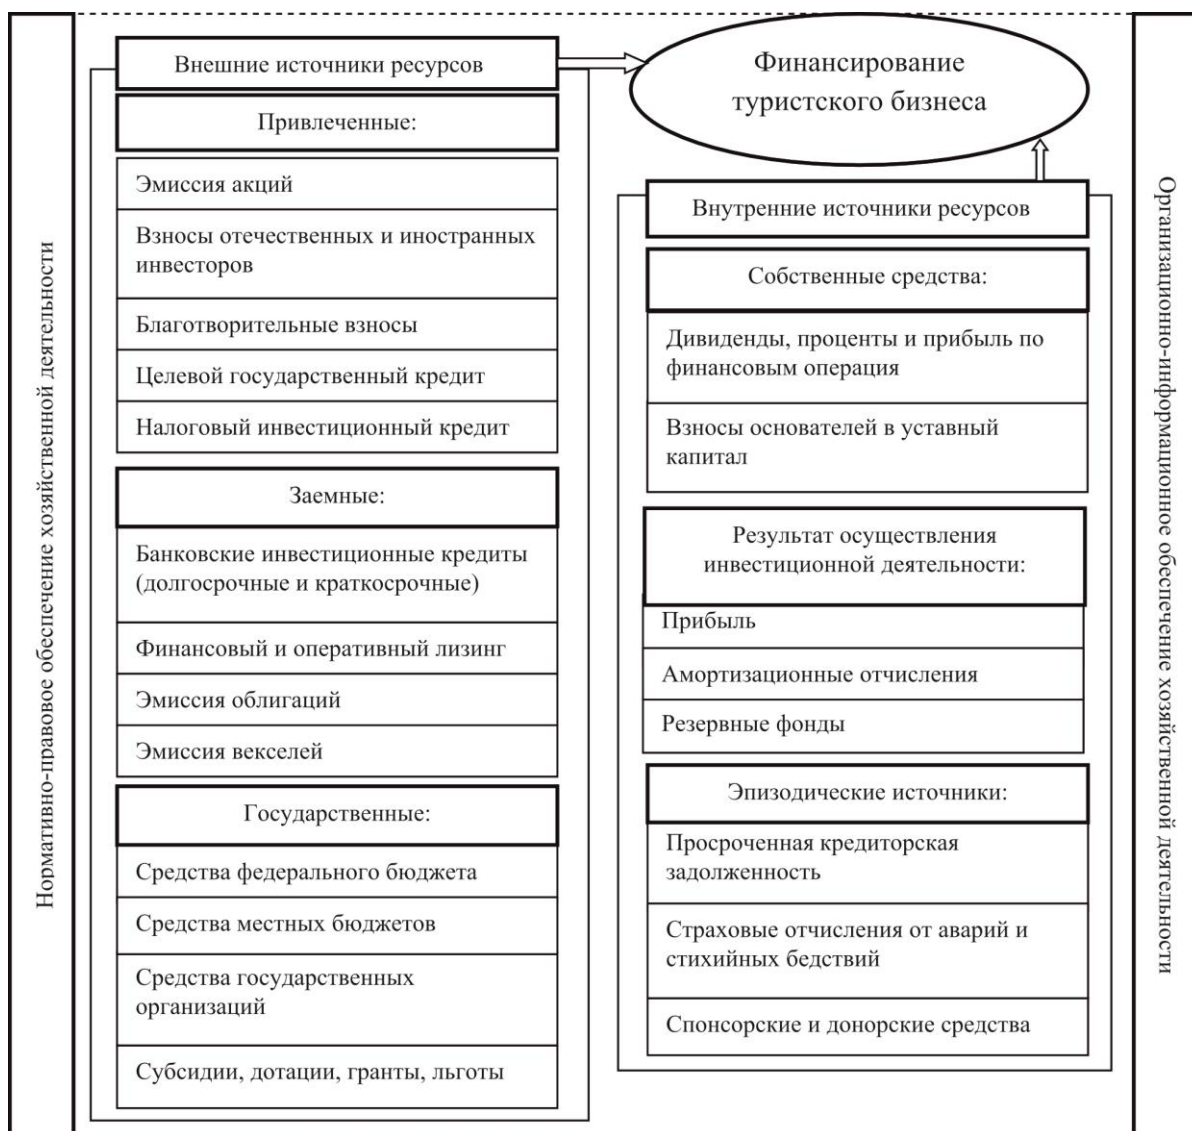 Нормативно-правовое обеспечение хозяйственной деятельности
Внешние источники ресурсов
Привлеченные:
Эмиссия акций
Взносы отечественных и иностранных
инвесторов
Благотворительные взносы
Целевой государственный кредит
Налоговый инвестиционный кредит
Заемные:
Банковские инвестиционные кредиты
(долгосрочные и краткосрочные)
Финансовый и оперативный лизинг
Эмиссия облигаций
Эмиссия векселей
Государственные:
Средства федерального бюджета
Средства местных бюджетов
Средства государственных
организаций
Субсидии, дотации, гранты, льготы
Финансирование
туристского бизнеса
Внутренние источники ресурсов
Собственные средства:
Дивиденды, проценты и прибыль по
финансовым операция
Взносы основателей в уставный
капитал
Результат осуществления
инвестиционной деятельности:
Прибыль
Амортизационные отчисления
Резервные фонды
Эпизодические источники:
Просроченная кредиторская
задолженность
Страховые отчисления от аварий и
стихийных бедствий
Спонсорские и донорские средства
Организационно-информационное обеспечение хозяйственной деятельности